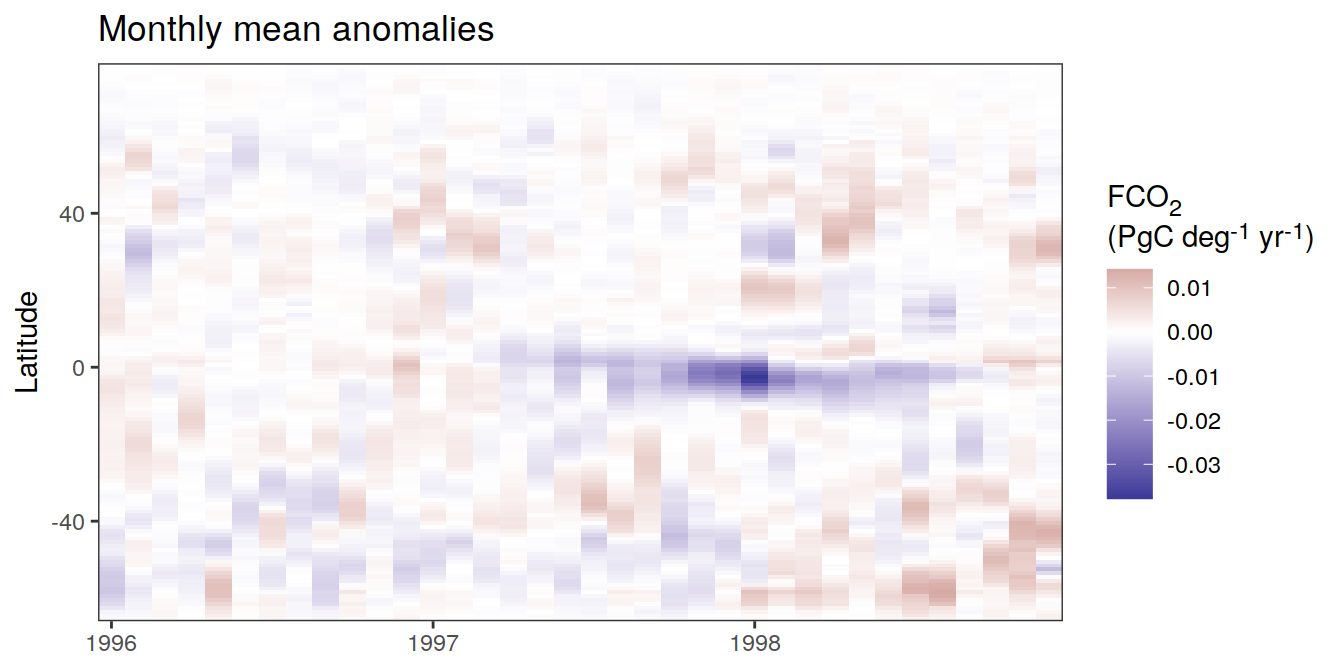 Monthly mean anomalies
Latitude
40
0
-40
1996 1997 1998
FCO₂
(PgC deg⁻¹ yr⁻¹)
0.01
0.00
-0.01
-0.02
-0.03